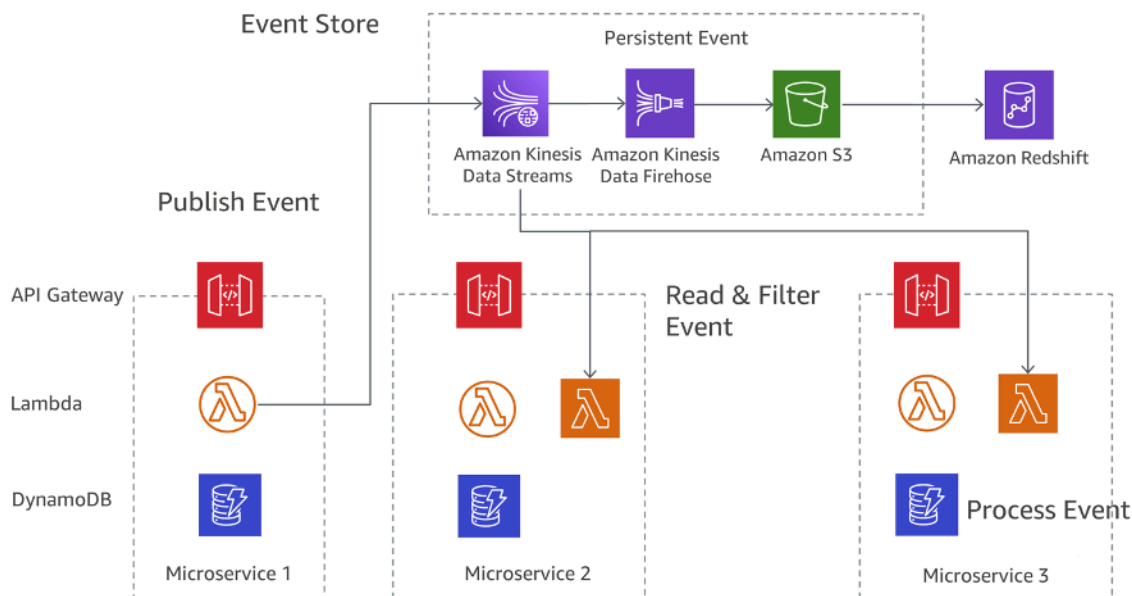 Event Store
Persistent Event
Amazon Kinesis
Data Streams
Amazon Kinesis
Data Firehose
Amazon S3
Amazon Redshift
Publish Event
API Gateway
Read & Filter
Event
Lambda
DynamoDB
Process Event
Microservice 1
Microservice 2
Microservice 3